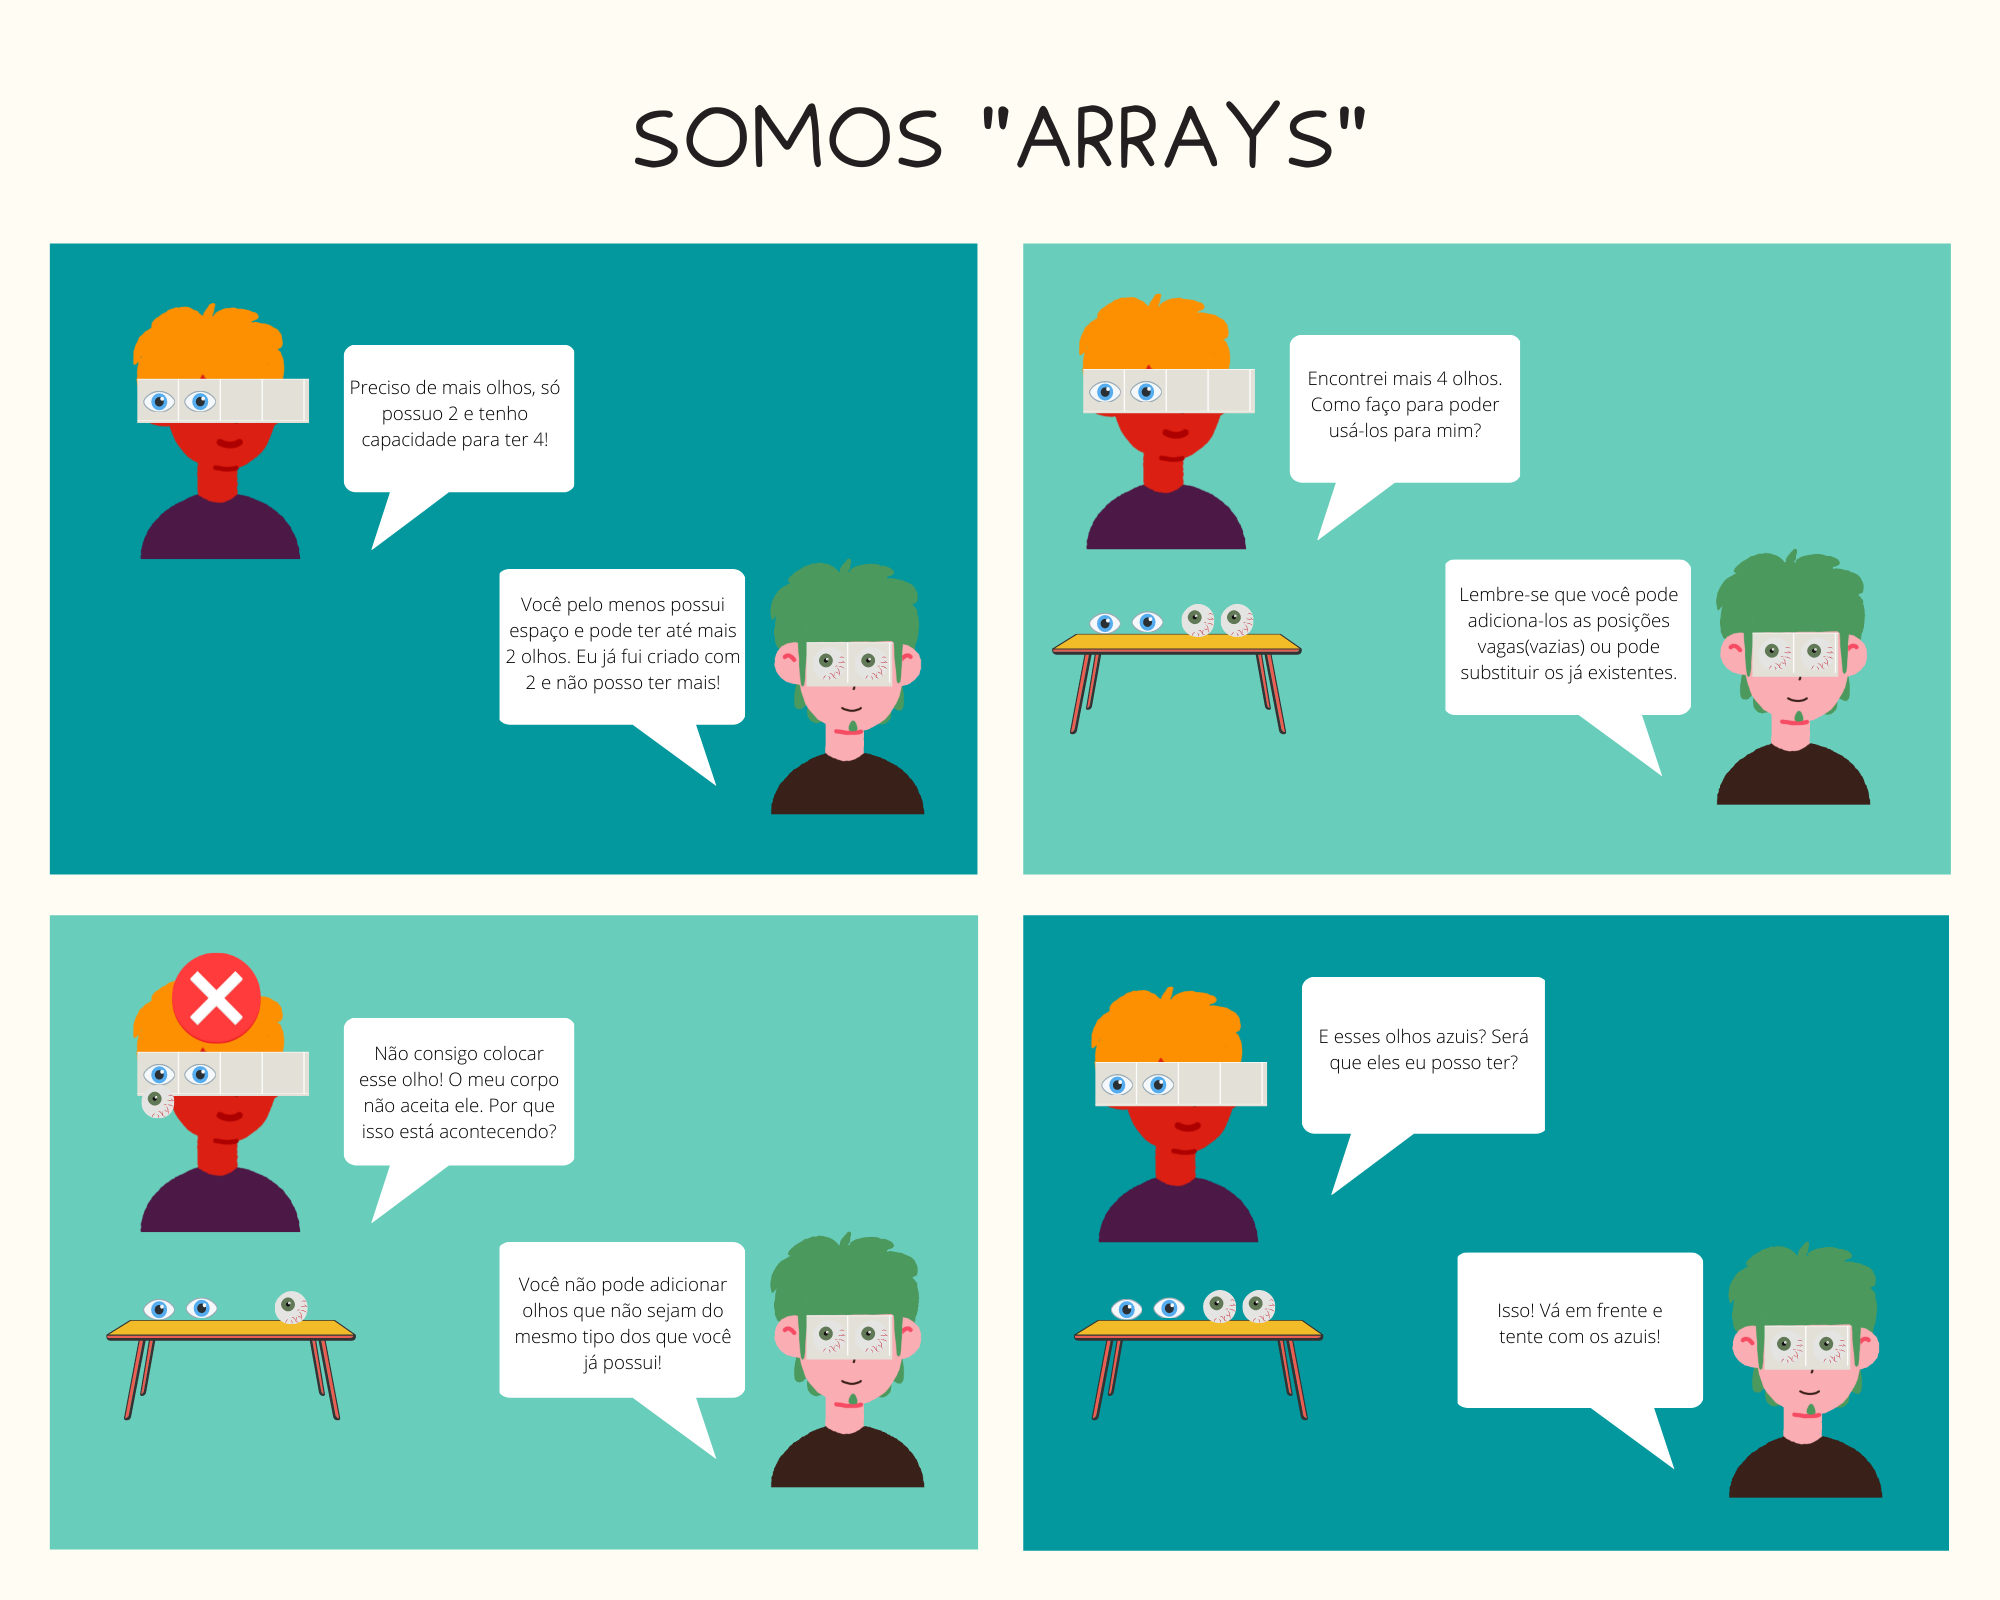 SOMOS "ARRAYS"
Preciso de mais olhos, só
possuo 2 e tenho
capacidade para ter 4!
Você pelo menos possui
espaço e pode ter até mais
2 olhos. Eu já fui criado com
2 e não posso ter mais!
Encontrei mais 4 olhos.
Como faço para poder
usá-los para mim?
Lembre-se que você pode
adiciona-los as posições
vagas(vazias) ou pode
substituir os já existentes.
Não consigo colocar
esse olho! O meu corpo
não aceita ele. Por que
isso está acontecendo?
Você não pode adicionar
olhos que não sejam do
mesmo tipo dos que você
já possui!
E esses olhos azuis? Será
que eles eu posso ter?
Isso! Vá em frente e
tente com os azuis!